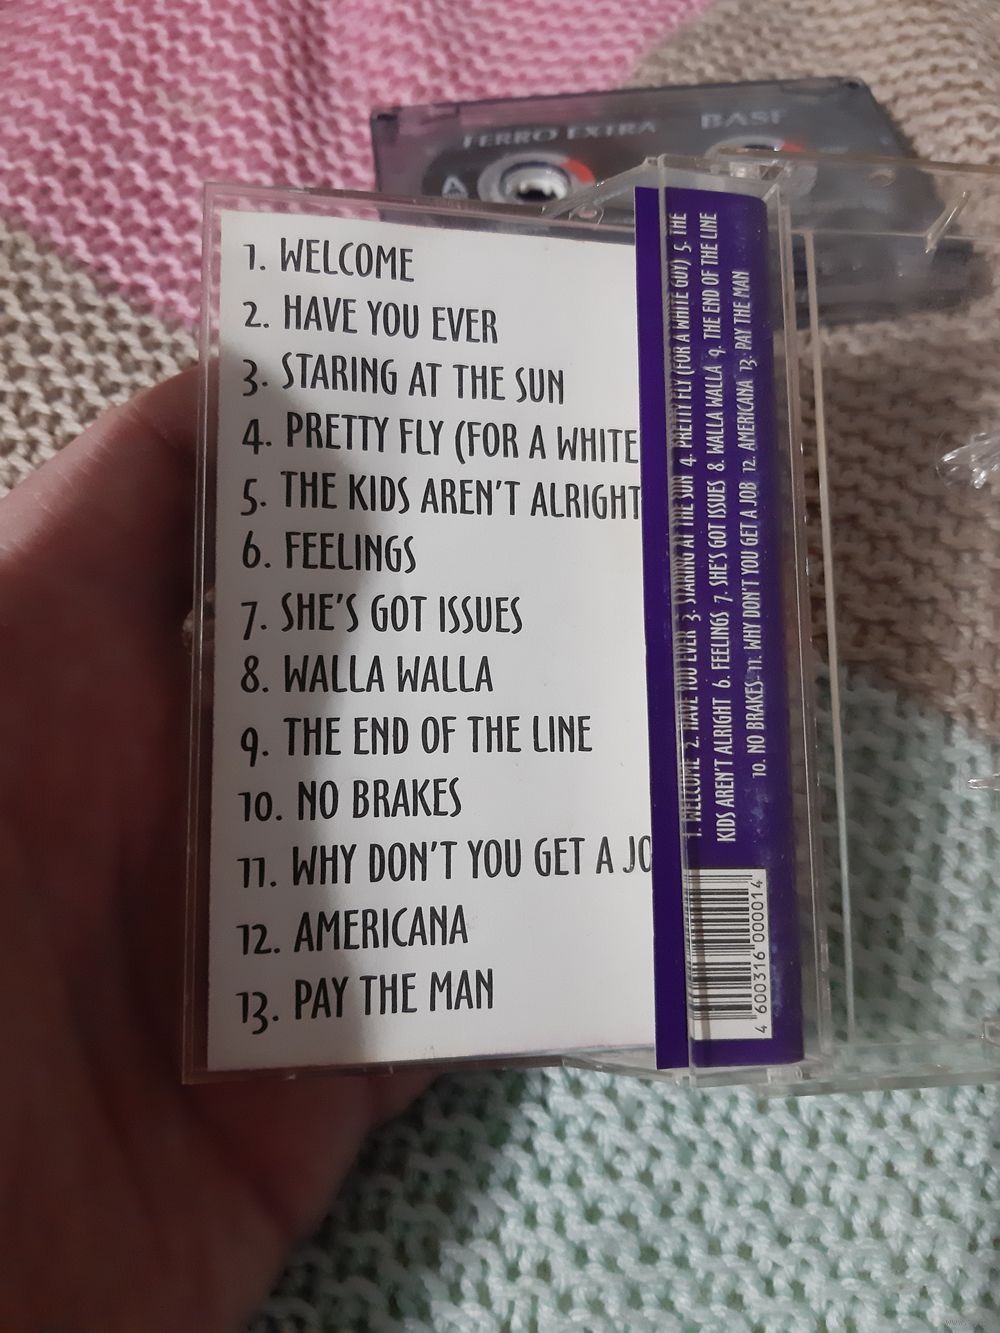 FERRO EXTRA BASF
A
1. WELCOME
2. HAVE YOU EVER
3. STARING AT THE SUN
4. PRETTY FLY (FOR A WHITE
5. THE KIDS AREN'T ALRIGHT
6. FEELINGS
7. SHE'S GOT ISSUES
8. WALLA WALLA
9. THE END OF THE LINE
10. NO BRAKES
11. WHY DON'T YOU GET A JO
12. AMERICANA
13. PAY THE MAN
1. WELCOME 2. HAVE YOU EVER 3. STARING AT THE SUN 4. PRETTY FLY (FOR A WHITE GUY) 5. THE
KIDS AREN'T ALRIGHT 6. FEELINGS 7. SHE'S GOT ISSUES 8. WALLA WALLA 9. THE END OF THE LINE
10. NO BRAKES 11. WHY DON'T YOU GET A JOB 12. AMERICANA 13. PAY THE MAN
4 600316 000014